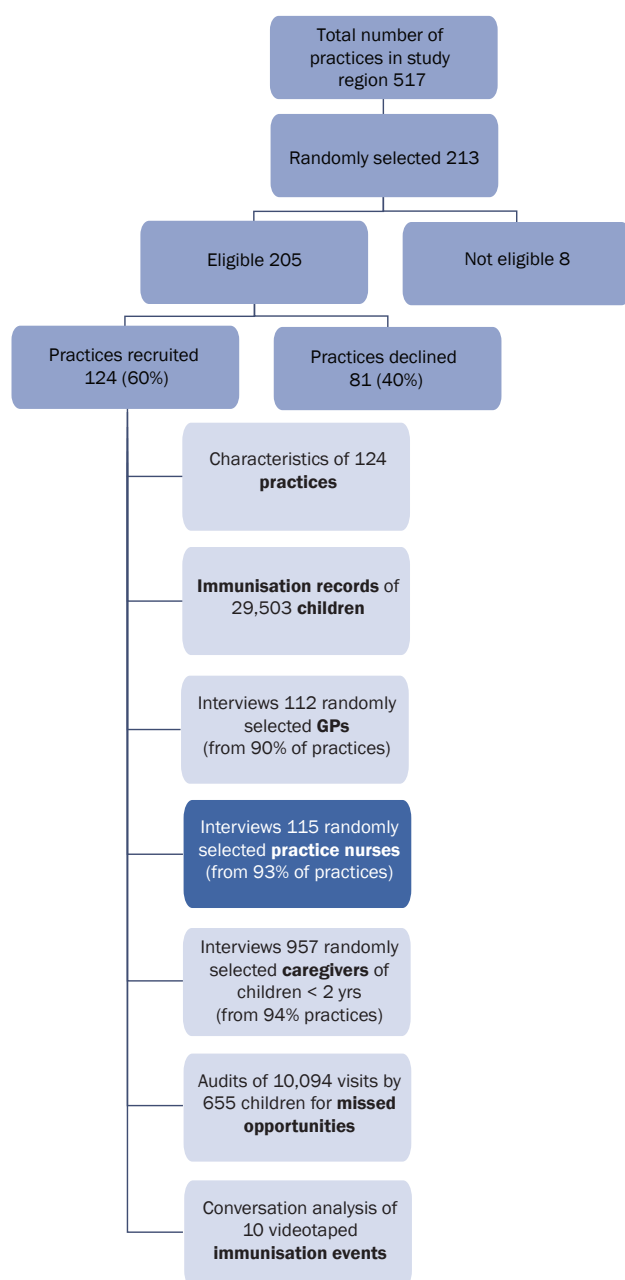 Total number of
practices in study
region 517
Randomly selected 213
Eligible 205
Not eligible 8
Practices recruited
124 (60%)
Practices declined
81 (40%)
Characteristics of 124
practices
Immunisation records of
29,503 children
Interviews 112 randomly
selected GPs
(from 90% of practices)
Interviews 115 randomly
selected practice nurses
(from 93% of practices)
Interviews 957 randomly
selected caregivers of
children < 2 yrs
(from 94% practices)
Audits of 10,094 visits by
655 children for missed
opportunities
Conversation analysis of
10 videotaped
immunisation events